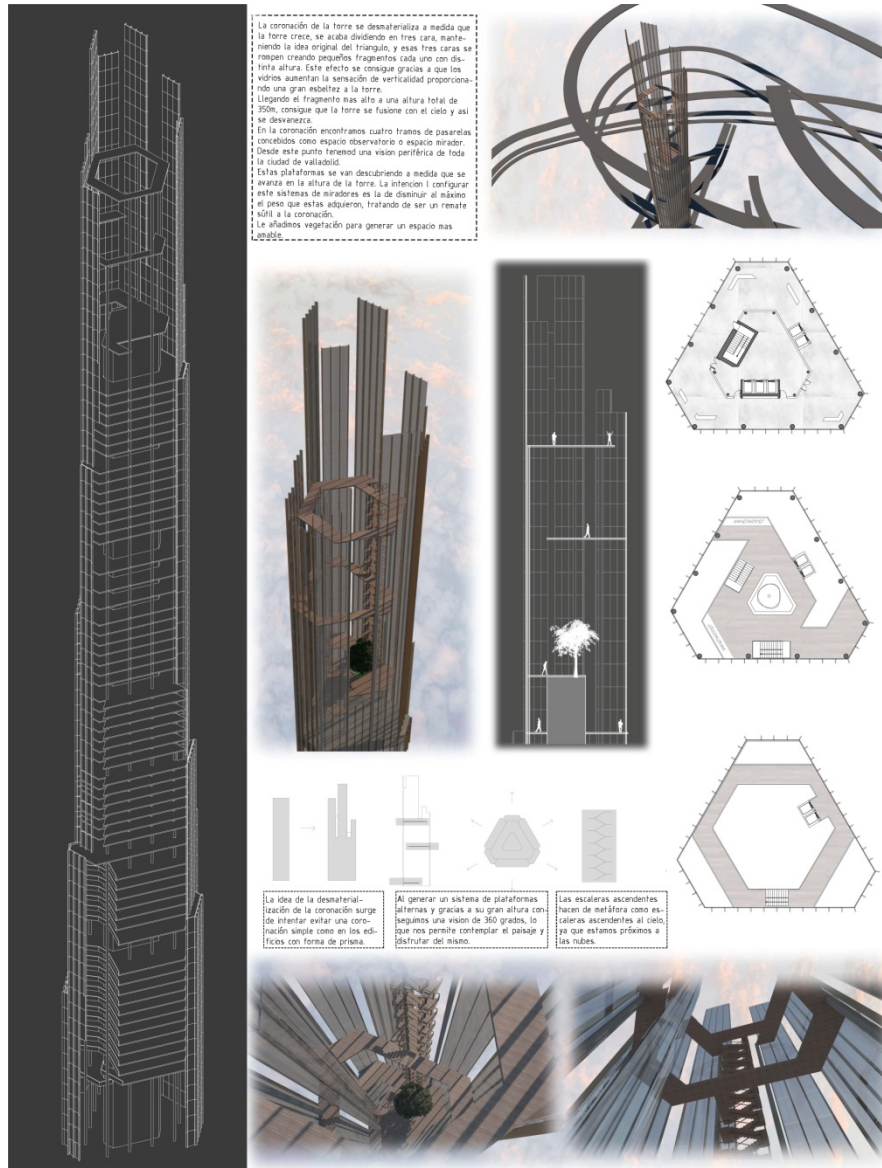 La coronación de la torre se desmaterializa a medida que
la torre crece, se acaba dividiendo en tres cara, mante-
niendo la idea original del triangulo, y esas tres caras se
rompen creando pequeños fragmentos cada uno con dis-
tinta altura. Este efecto se consigue gracias a que los
vidrios aumentan la sensación de verticalidad proporciona-
ndo una gran esbeltez a la torre.
Llegando el fragmento mas alto a una altura total de
350m, consigue que la torre se fusione con el cielo y asi
se desvanezca.
En la coronación encontramos cuatro tramos de pasarelas
concebidos como espacio observatorio o espacio mirador.
Desde este punto tenemod una vision periférica de toda
la ciudad de valladolid.
Estas plataformas se van descubriendo a medida que se
avanza en la altura de la torre. La intencion l configurar
este sistemas de miradores es la de disminuir al máximo
el peso que estas adquieron, tratando de ser un remate
sútil a la coronación.
Le añadimos vegetación para generar un espacio mas
amable.
La idea de la desmaterial-
ización de la coronación surge
de intentar evitar una coro-
nación simple como en los edi-
ficios con forma de prisma.
Al generar un sistema de plataformas
alternas y gracias a su gran altura con-
seguimos una vision de 360 grados, lo
que nos permite contemplar el paisaje y
disfrutar del mismo.
Las escaleras ascendentes
hacen de metáfora como es-
caleras ascendentes al cielo,
ya que estamos próximos a
las nubes.